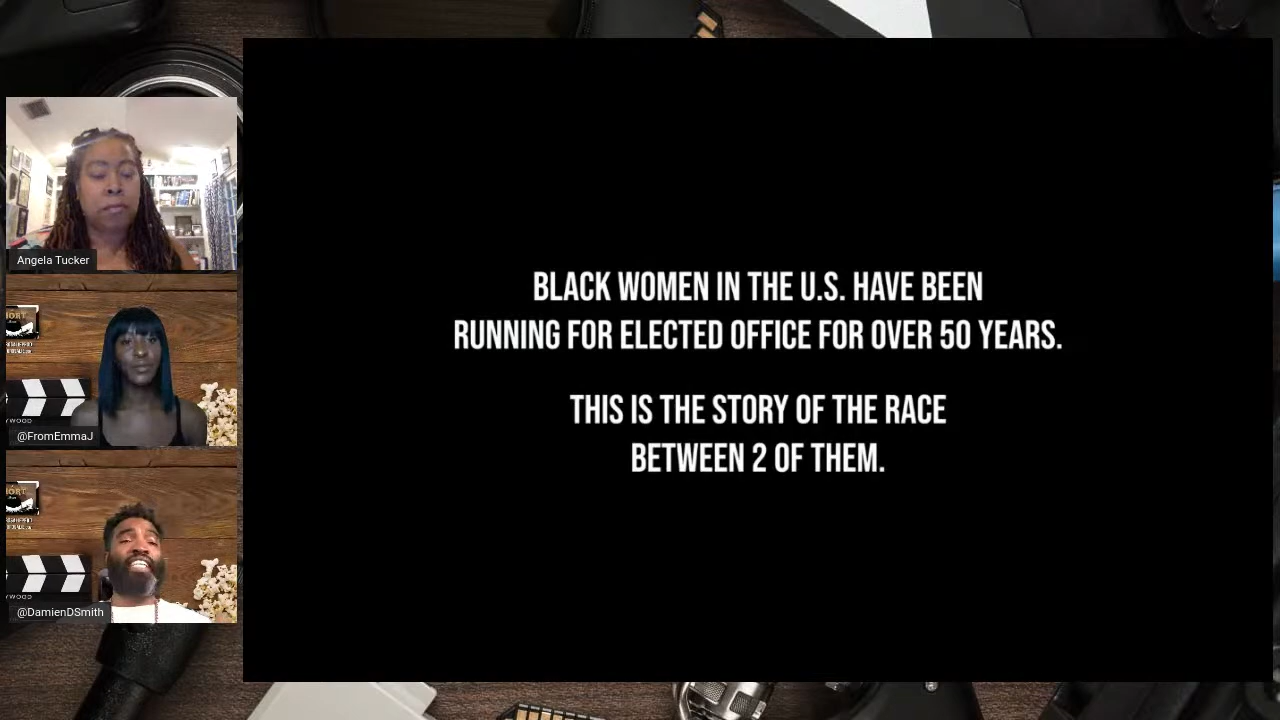 BLACK WOMEN IN THE U.S. HAVE BEEN
RUNNING FOR ELECTED OFFICE FOR OVER 50 YEARS.
THIS IS THE STORY OF THE RACE
BETWEEN 2 OF THEM.
Angela Tucker
@FromEmmaJ
@DamienDSmith